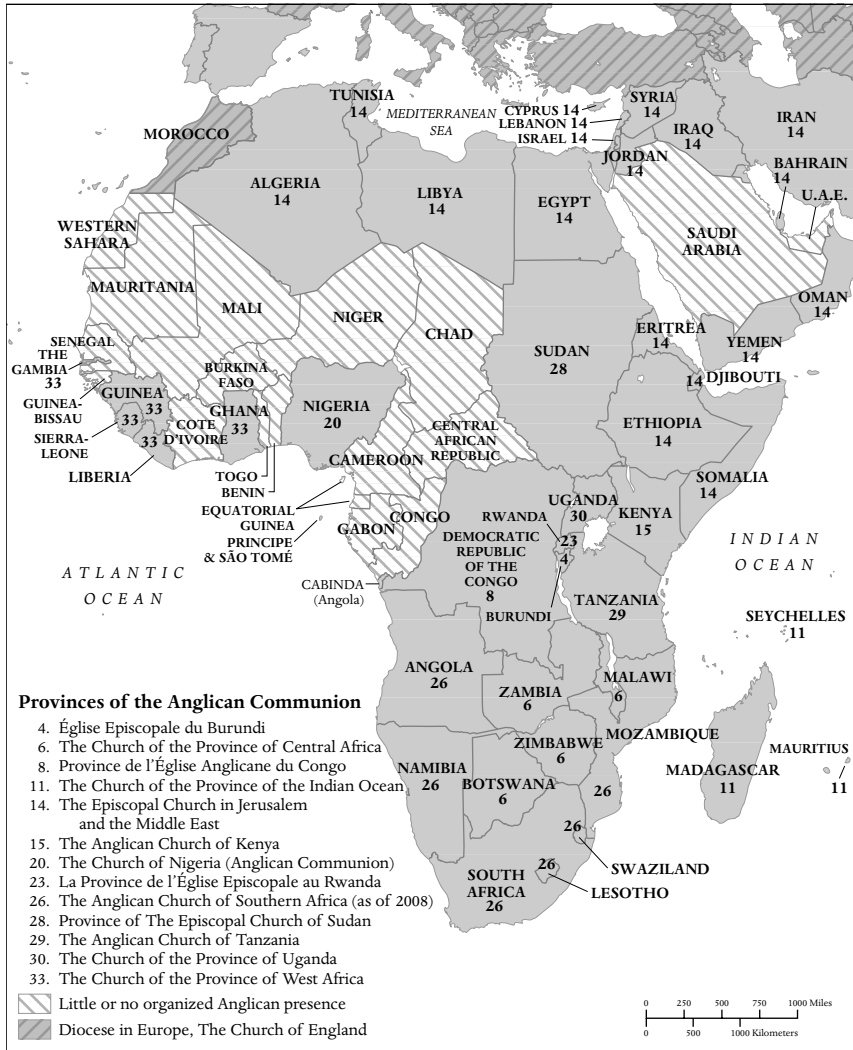 TUNISIA
14
MEDITERRANEAN
SEA
CYPRUS 14
LEBANON 14
ISRAEL 14
SYRIA
14
IRAQ
14
IRAN
14
JORDAN
14
BAHRAIN
14
U.A.E.
MOROCCO
ALGERIA
14
LIBYA
14
EGYPT
14
SAUDI
ARABIA
WESTERN
SAHARA
MAURITANIA
MALI
NIGER
CHAD
SUDAN
28
ERITREA
14
YEMEN
14
OMAN
14
14
DJIBOUTI
SENEGAL
THE
GAMBIA
33
GUINEA-
BISSAU
GUINEA
33
SIERRA-
LEONE
33
33
LIBERIA
BURKINA
FASO
COTE
D'IVOIRE
GHANA
33
NIGERIA
20
TOGO
BENIN
CAMEROON
CENTRAL
AFRICAN
REPUBLIC
ETHIOPIA
14
SOMALIA
14
EQUATORIAL
GUINEA
PRINCIPE
& SÃO TOMÉ
GABON
CONGO
UGANDA
30
KENYA
15
RWANDA
23
DEMOCRATIC
REPUBLIC
OF THE
CONGO
8
4
BURUNDI
TANZANIA
29
INDIAN
OCEAN
ATLANTIC
OCEAN
CABINDA
(Angola)
SEYCHELLES
11
ANGOLA
26
ZAMBIA
6
MALAWI
6
MOZAMBIQUE
26
ZIMBABWE
6
NAMIBIA
26
BOTSWANA
6
MADAGASCAR
11
MAURITIUS
11
26
SWAZILAND
26
LESOTHO
SOUTH
AFRICA
26
Provinces of the Anglican Communion
4. Église Episcopale du Burundi
6. The Church of the Province of Central Africa
8. Province de l'Église Anglicane du Congo
11. The Church of the Province of the Indian Ocean
14. The Episcopal Church in Jerusalem
and the Middle East
15. The Anglican Church of Kenya
20. The Church of Nigeria (Anglican Communion)
23. La Province de l'Église Episcopale au Rwanda
26. The Anglican Church of Southern Africa (as of 2008)
28. Province of The Episcopal Church of Sudan
29. The Anglican Church of Tanzania
30. The Church of the Province of Uganda
33. The Church of the Province of West Africa
Little or no organized Anglican presence
Diocese in Europe, The Church of England
0 250 500 750 1000 Miles
0 500 1000 Kilometers